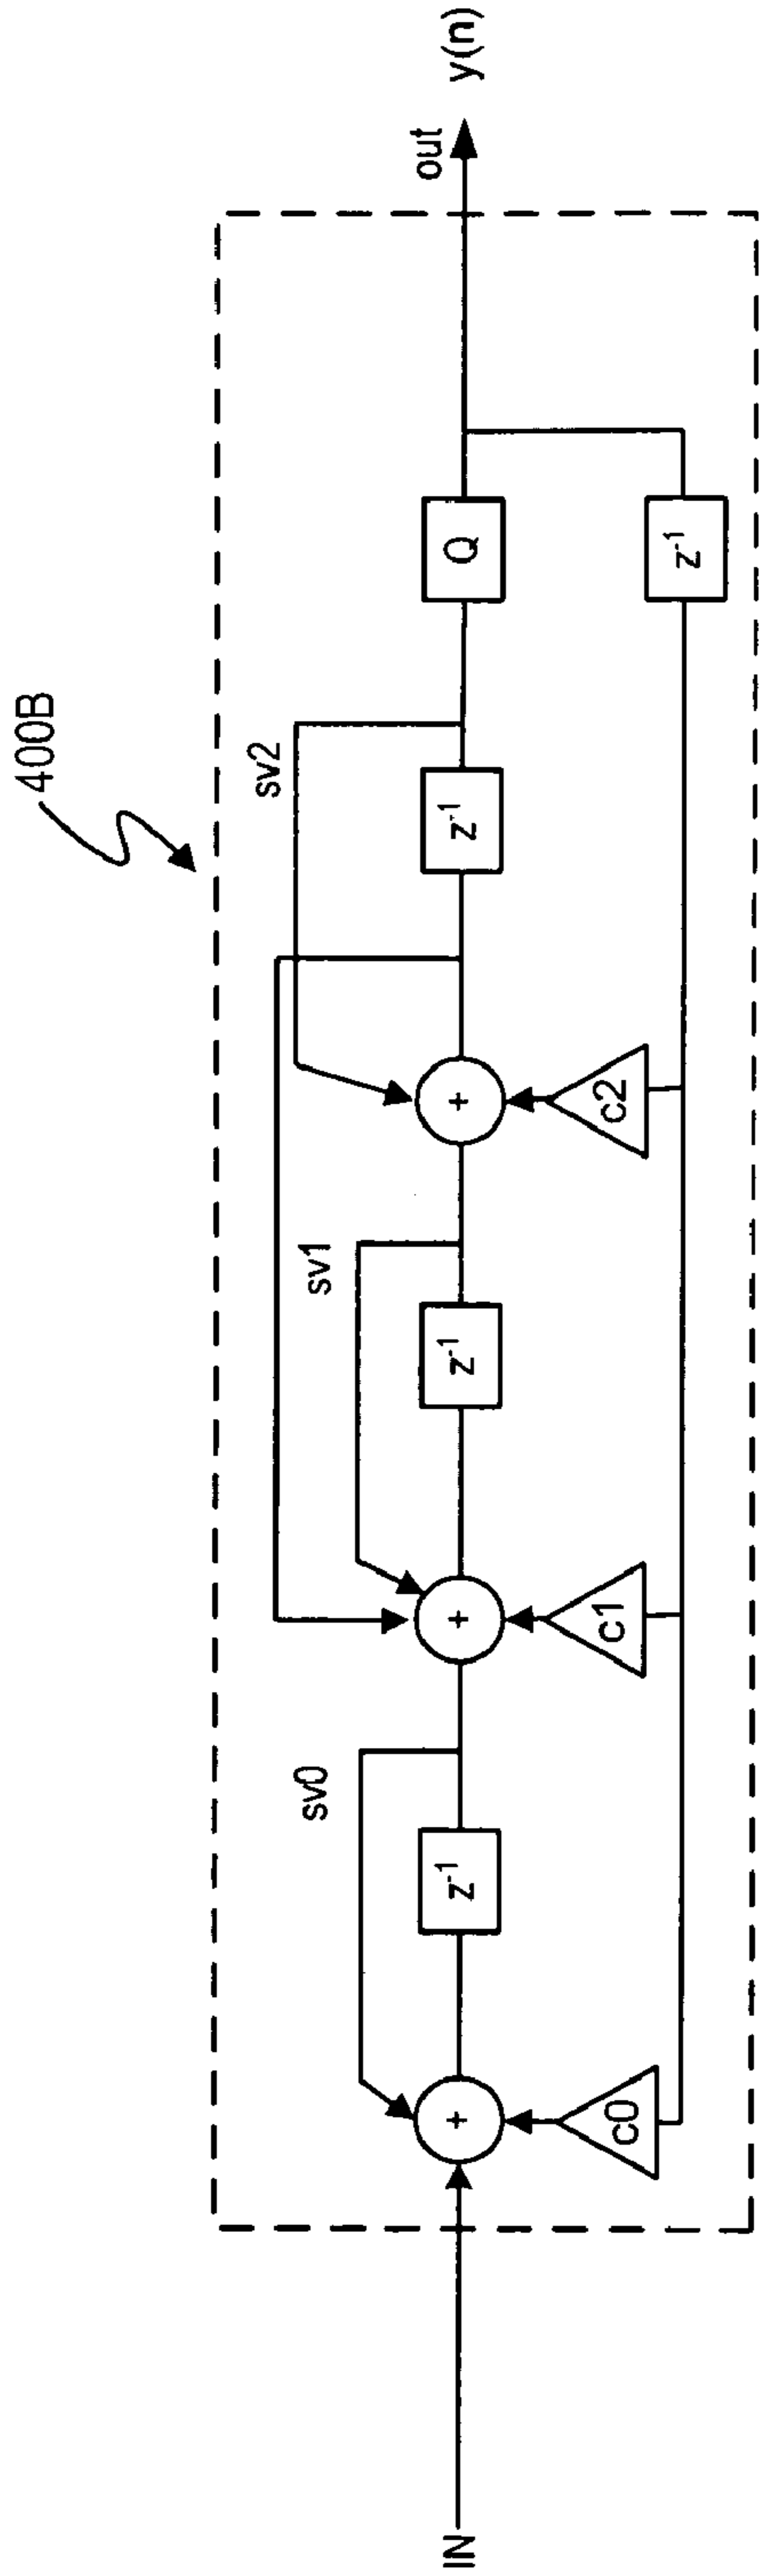 400B
IN
+
c0
z⁻¹
sv0
+
c1
z⁻¹
sv1
+
c2
z⁻¹
sv2
Q
z⁻¹
out
y(n)